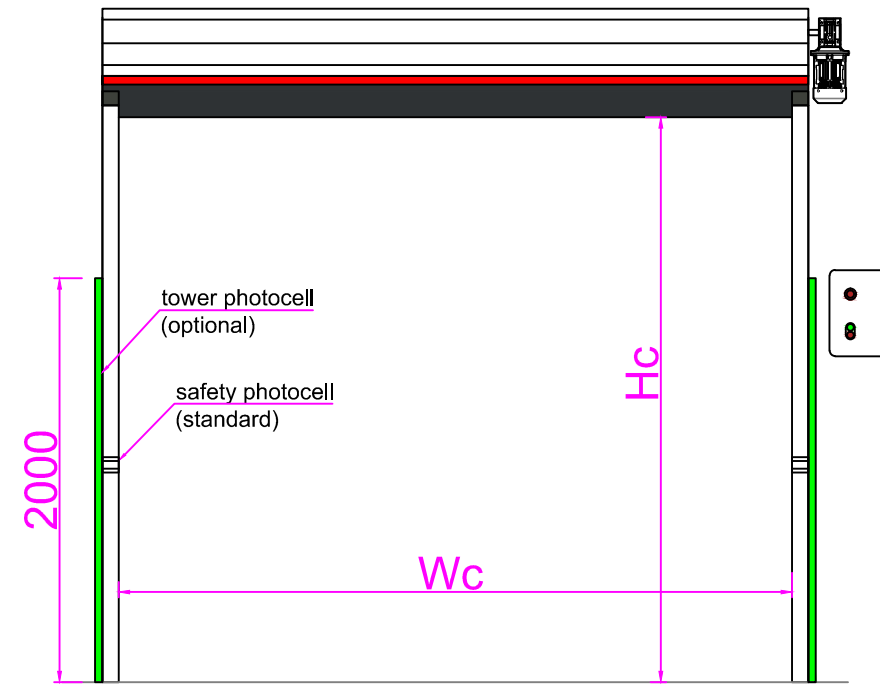 tower photocell
(optional)
safety photocell
(standard)
Hc
2000
Wc